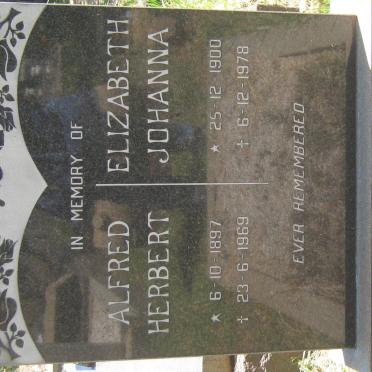 IN MEMORY OF
ALFRED ELIZABETH
HERBERT JOHANNA
★ 6-10-1897 ★ 25-12 1900
✝ 23-6-1969 ✝ 6-12-1978
EVER REMEMBERED